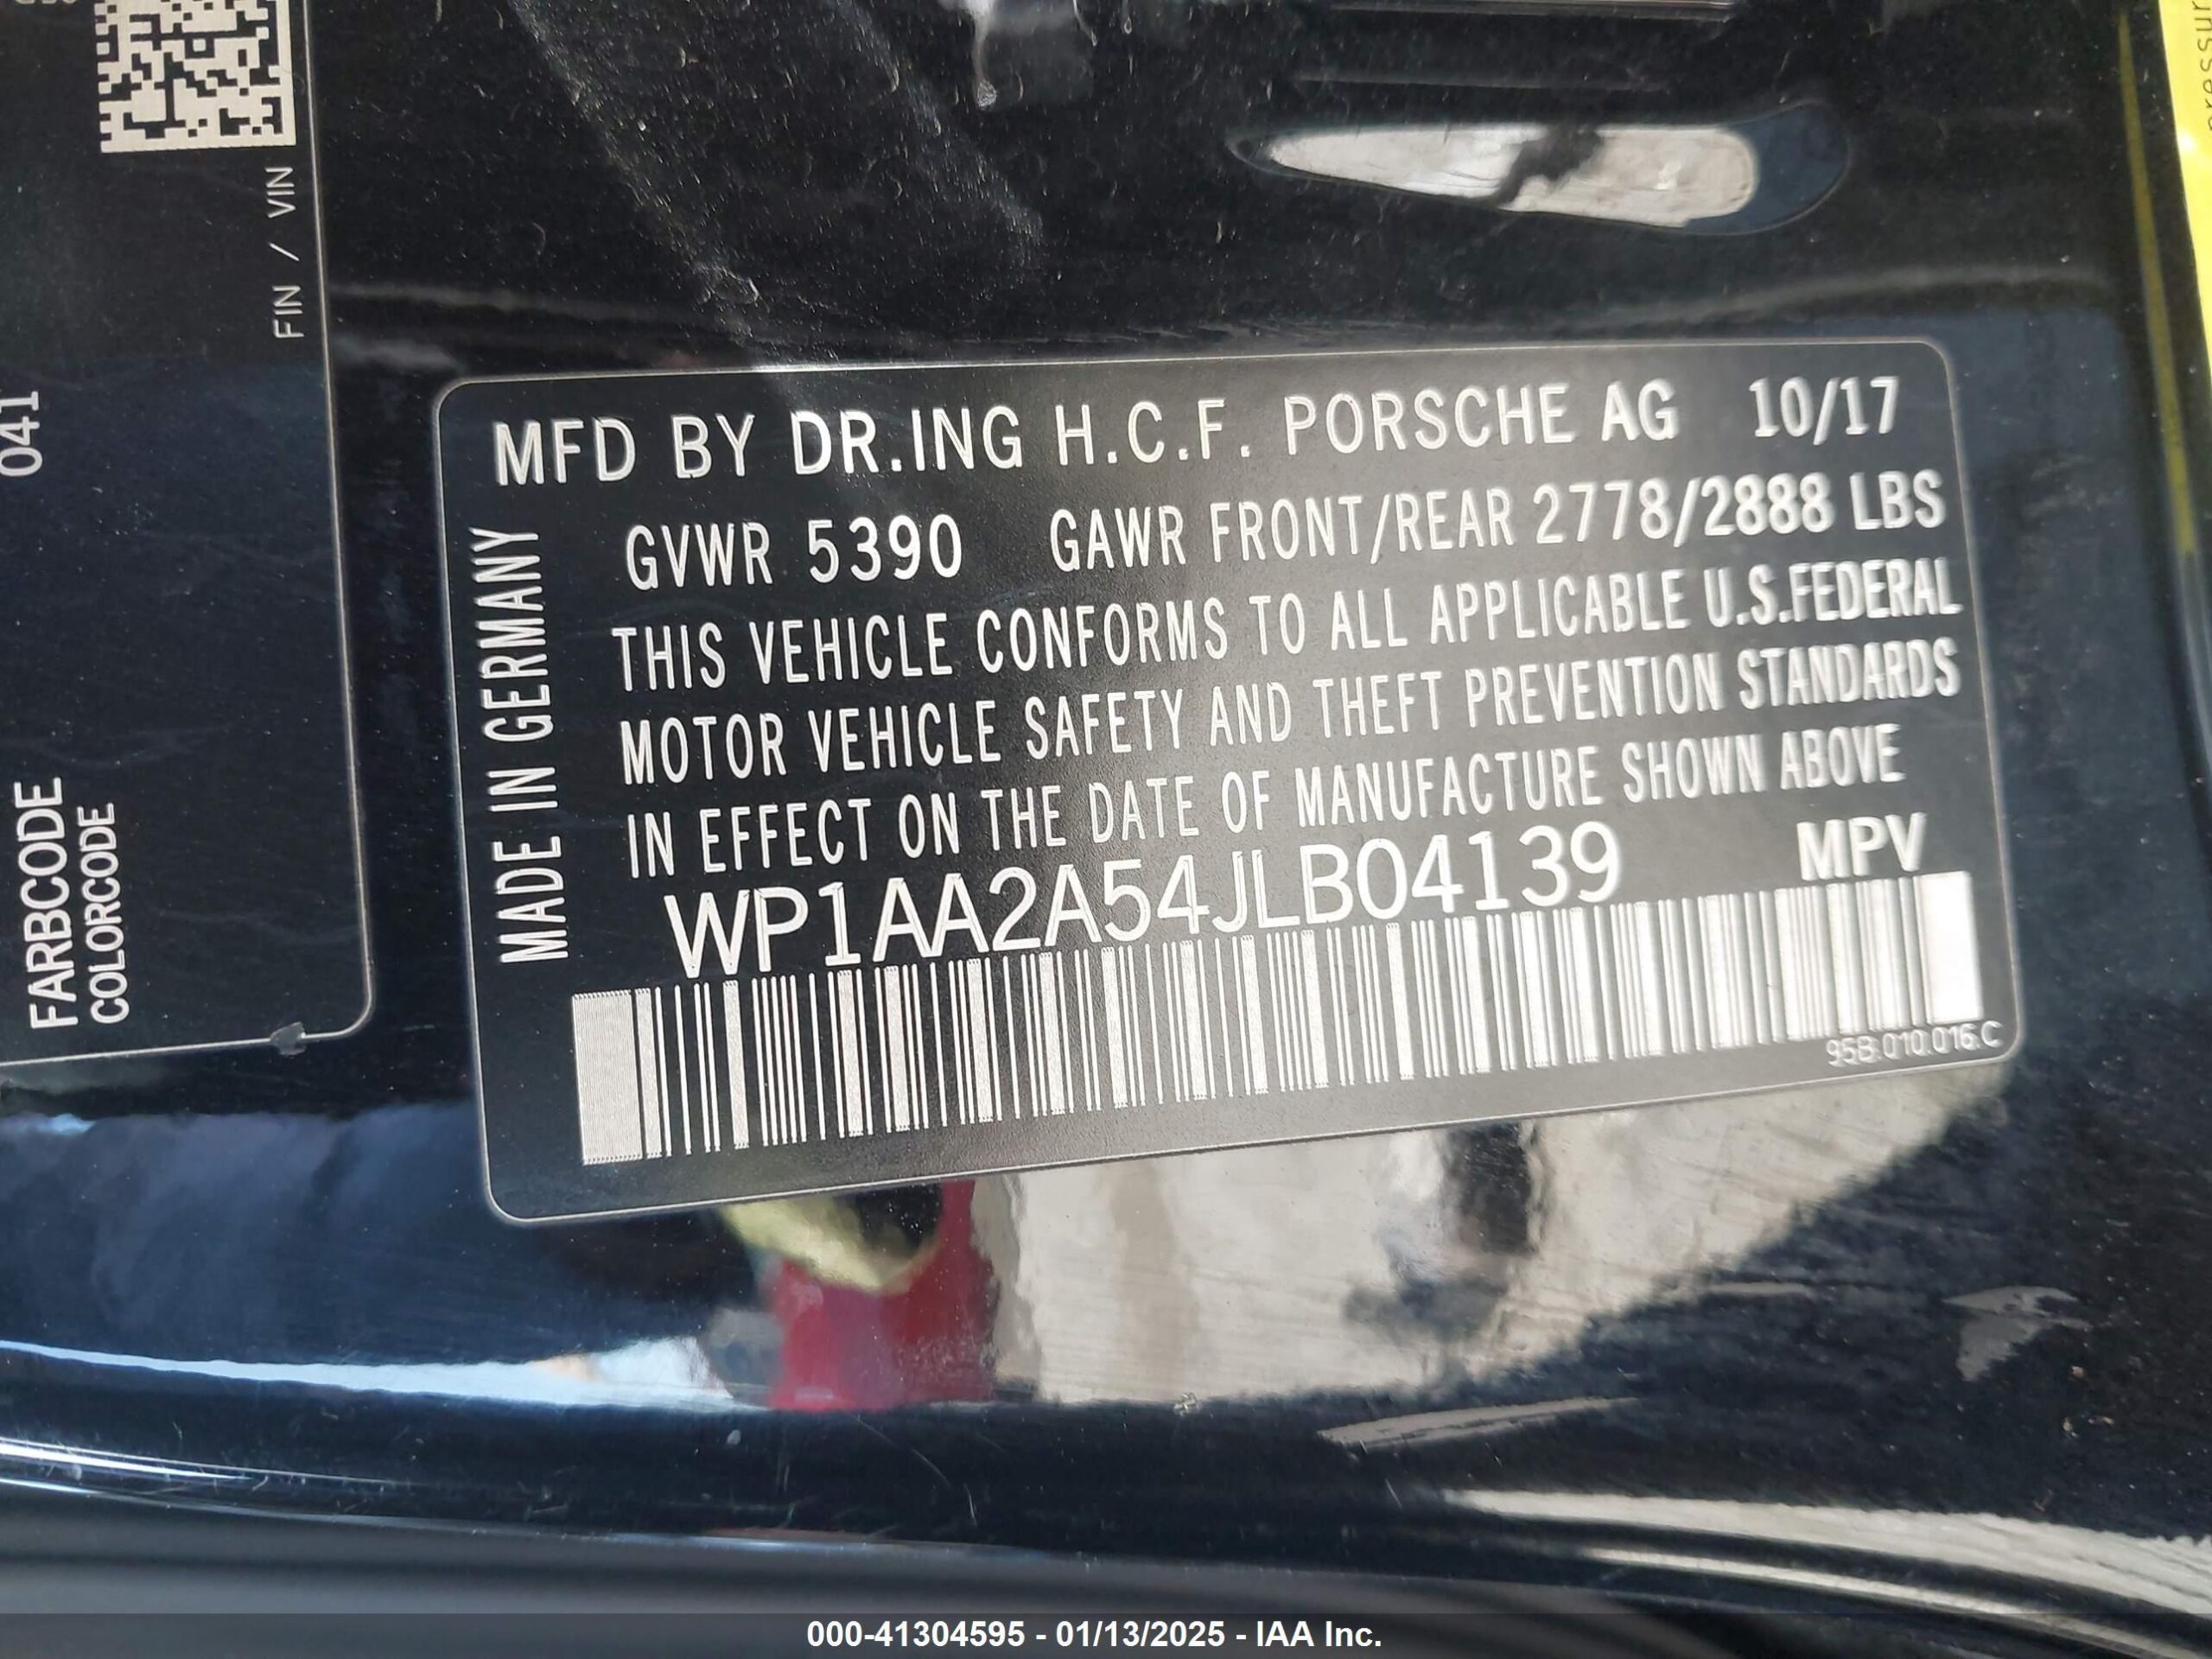 FIN / VIN
041
FARBCODE
COLORCODE
MFD BY DR.ING H.C.F. PORSCHE AG 10/17
GVWR 5390 GAWR FRONT/REAR 2778/2888 LBS
THIS VEHICLE CONFORMS TO ALL APPLICABLE U.S.FEDERAL
MOTOR VEHICLE SAFETY AND THEFT PREVENTION STANDARDS
IN EFFECT ON THE DATE OF MANUFACTURE SHOWN ABOVE
WP1AA2A54JLB04139 MPV
MADE IN GERMANY
95B.010.016.C
000-41304595 - 01/13/2025 - IAA Inc.